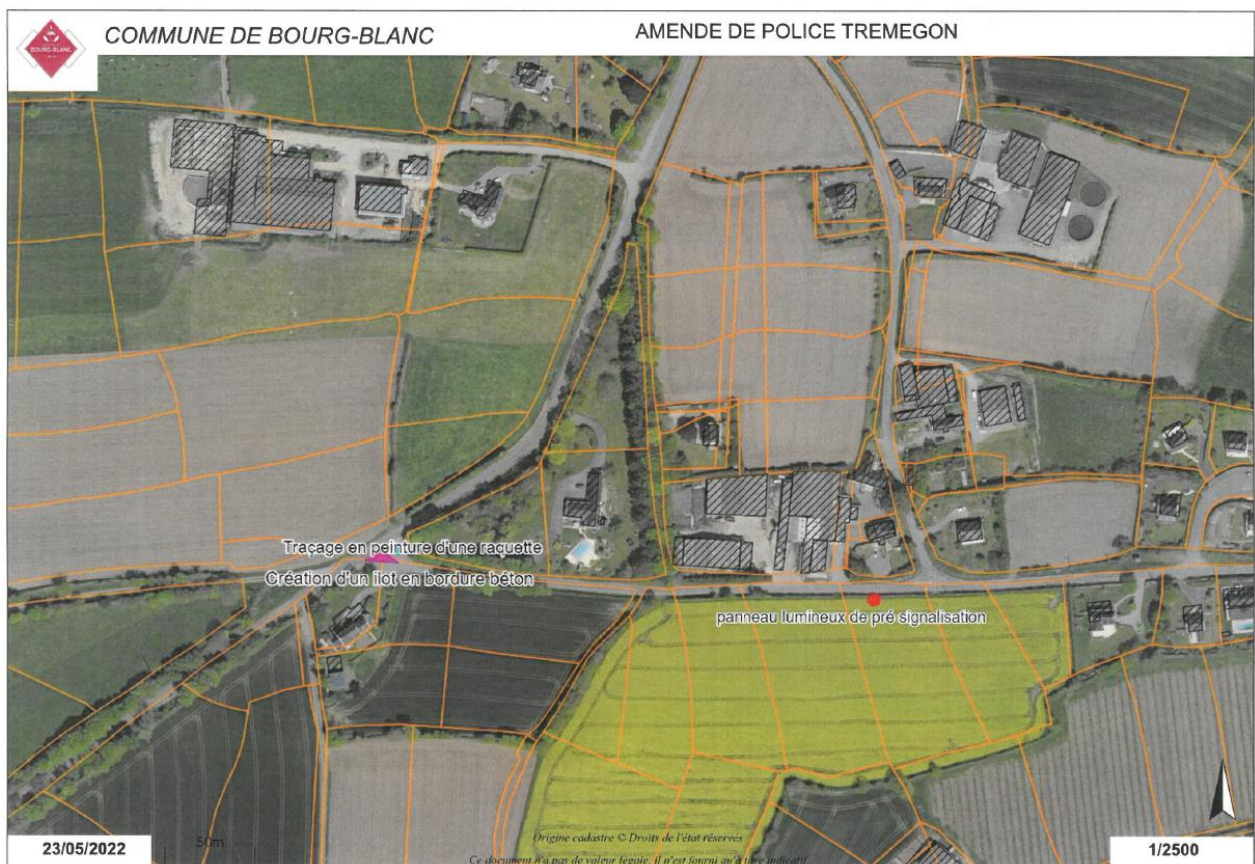 COMMUNE DE BOURG-BLANC
AMENDE DE POLICE TREMEGON
BOURG-BLANC
Traçage en peinture d'une raquette
Création d'un ilot en bordure béton
panneau lumineux de pré signalisation
23/05/2022
50m
Origine cadastre © Droits de l'état réservés
Ce document n'a pas de valeur légale, il n'est fourni qu'à titre indicatif
1/2500